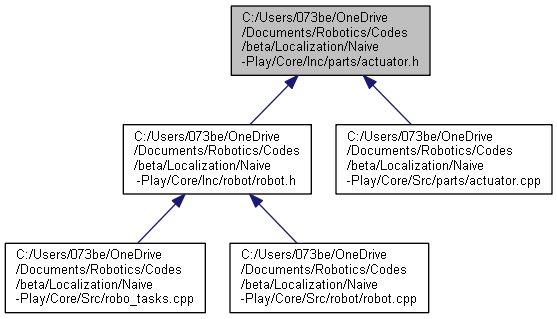 C:/Users/073be/OneDrive
/Documents/Robotics/Codes
/beta/Localization/Naive
-Play/Core/Inc/parts/actuator.h
C:/Users/073be/OneDrive
/Documents/Robotics/Codes
/beta/Localization/Naive
-Play/Core/Inc/robot/robot.h
C:/Users/073be/OneDrive
/Documents/Robotics/Codes
/beta/Localization/Naive
-Play/Core/Src/parts/actuator.cpp
C:/Users/073be/OneDrive
/Documents/Robotics/Codes
/beta/Localization/Naive
-Play/Core/Src/robo_tasks.cpp
C:/Users/073be/OneDrive
/Documents/Robotics/Codes
/beta/Localization/Naive
-Play/Core/Src/robot/robot.cpp